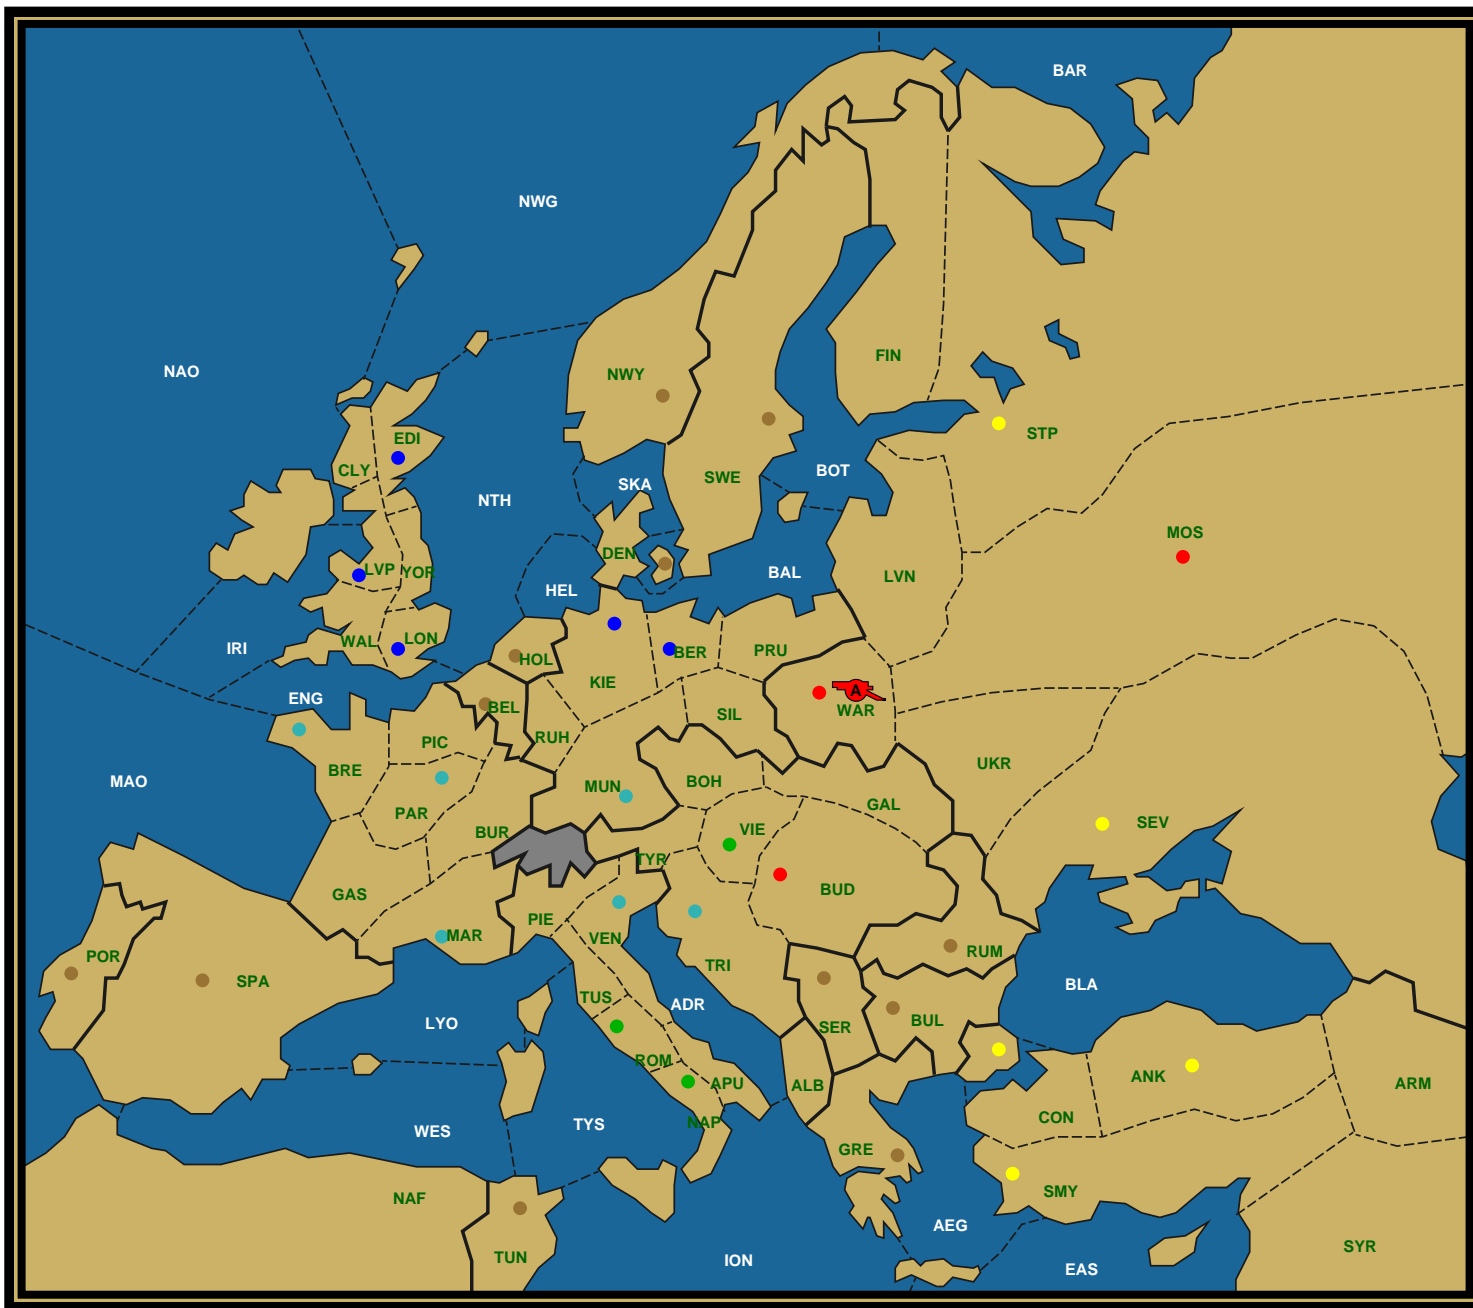 BAR
NWG
FIN
NAO
NWY
EDI
STP
CLY
BOT
SWE
SKA
NTH
MOS
DEN
LVP
YOR
BAL
LVN
HEL
LON
WAL
IRI
PRU
BER
HOL
KIE
ENG
A
BEL
WAR
SIL
RUH
PIC
UKR
BRE
MAO
BOH
MUN
GAL
PAR
SEV
VIE
BUR
TYR
BUD
GAS
PIE
MAR
VEN
RUM
POR
TRI
SPA
BLA
TUS
ADR
BUL
LYO
SER
ROM
ANK
ARM
APU
ALB
CON
NAP
TYS
WES
GRE
SMY
NAF
AEG
SYR
TUN
ION
EAS